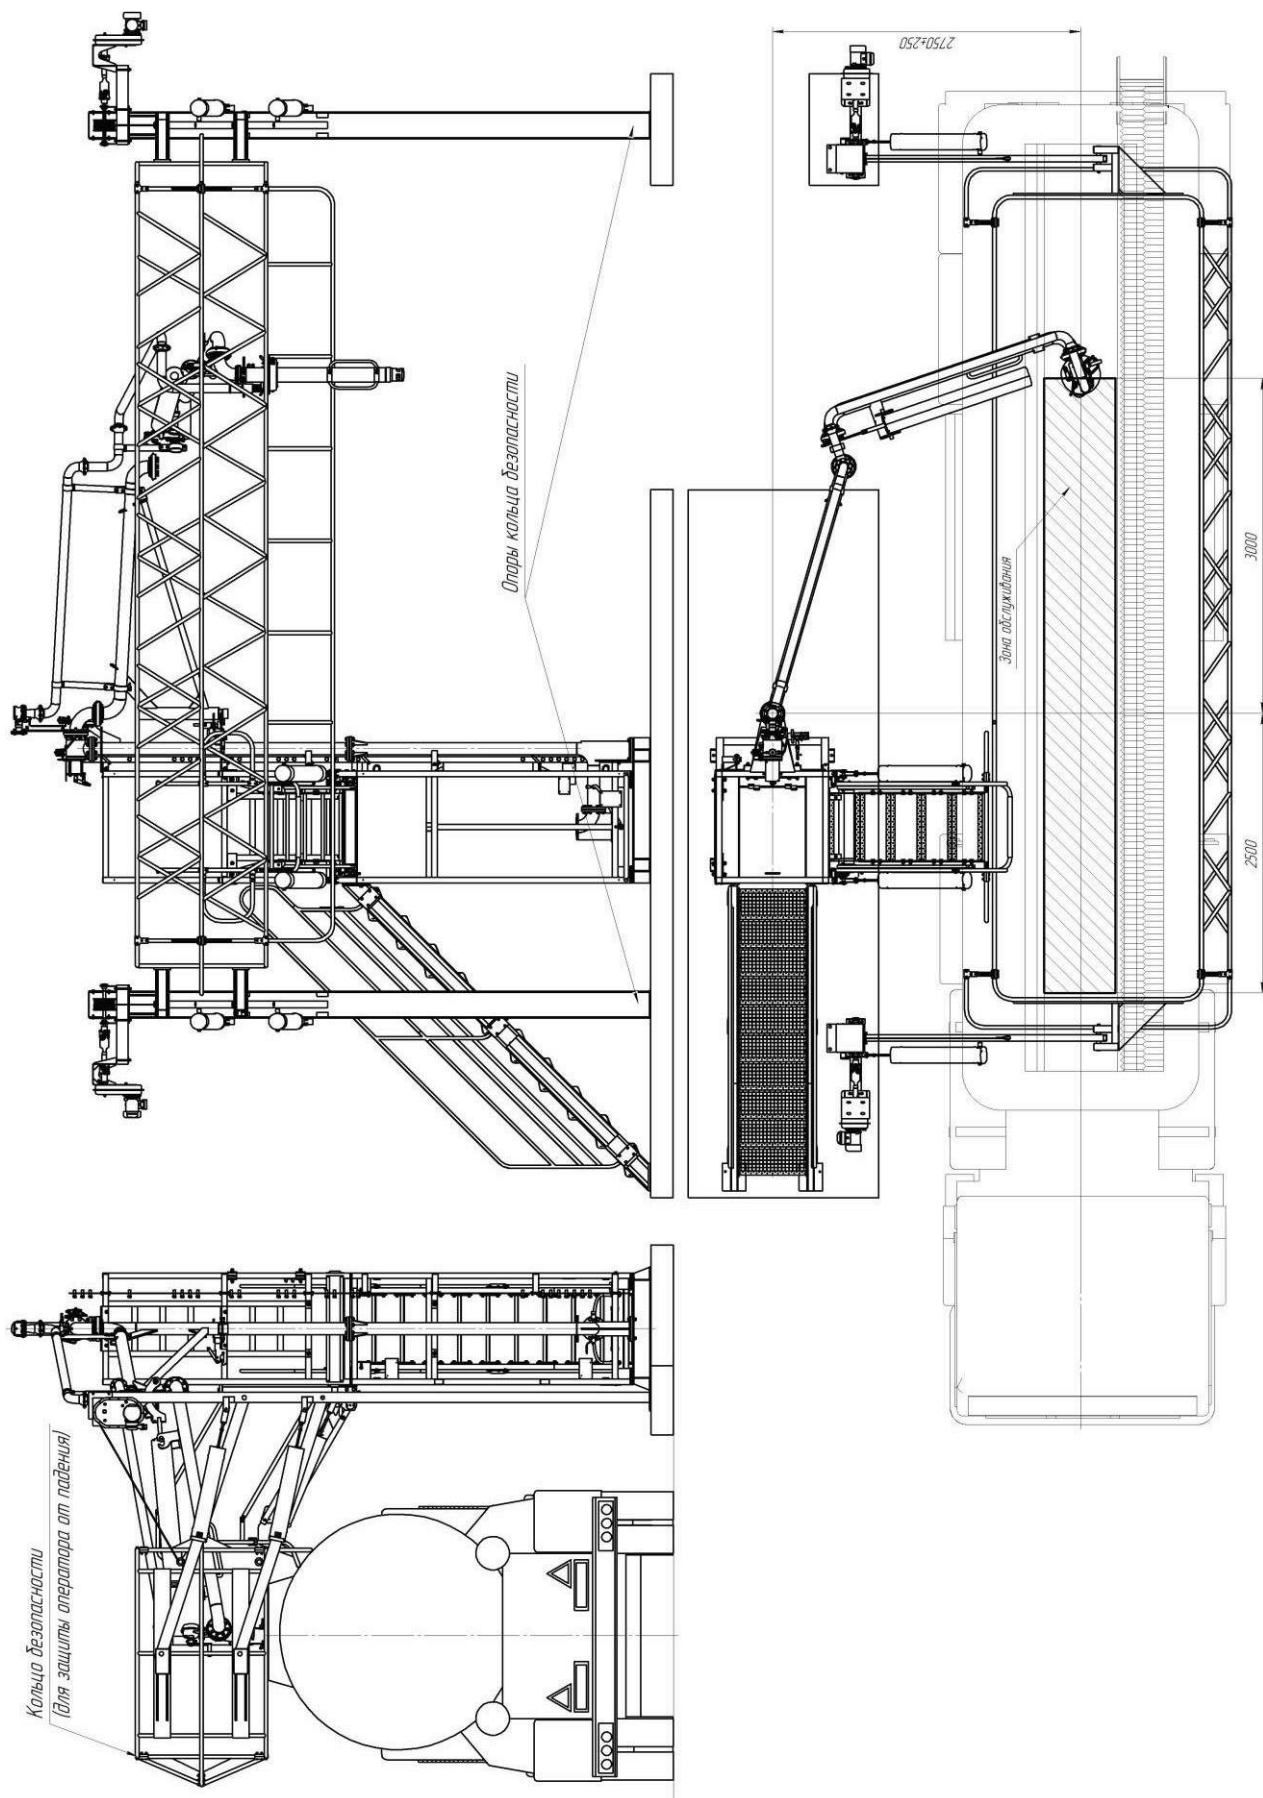 Кольцо безопасности
(для защиты оператора от падения)
Опоры кольца безопасности
2750±250
Зона обслуживания
2500
3000